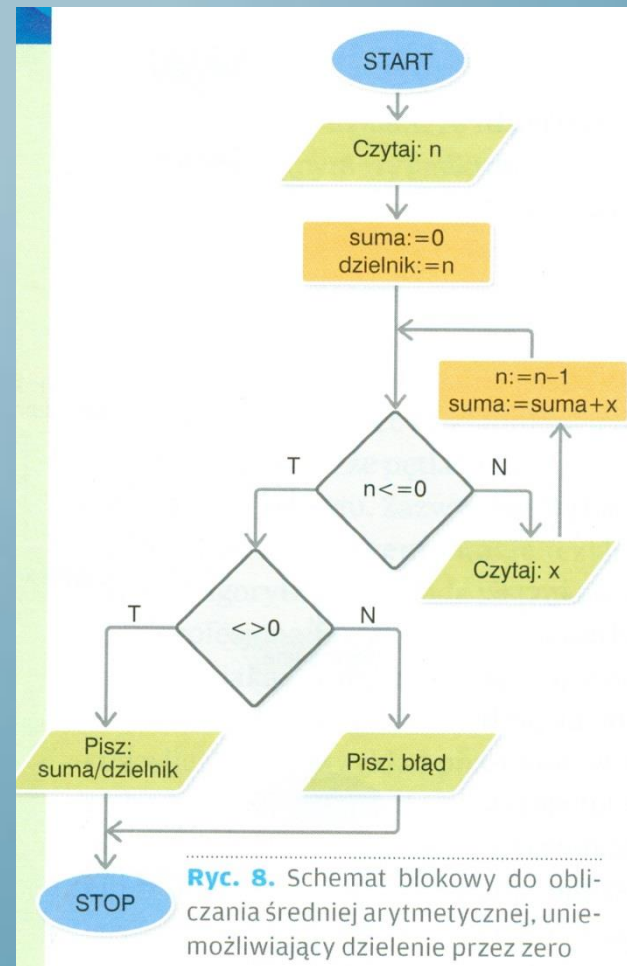 START
Czytaj: n
suma:=0
dzielnik:=n
n:=n–1
suma:=suma+x
T
n<=0
N
Czytaj: x
T
<>0
N
Pisz:
suma/dzielnik
Pisz: błąd
STOP
Ryc. 8. Schemat blokowy do obli-
czania średniej arytmetycznej, unie-
możliwiający dzielenie przez zero